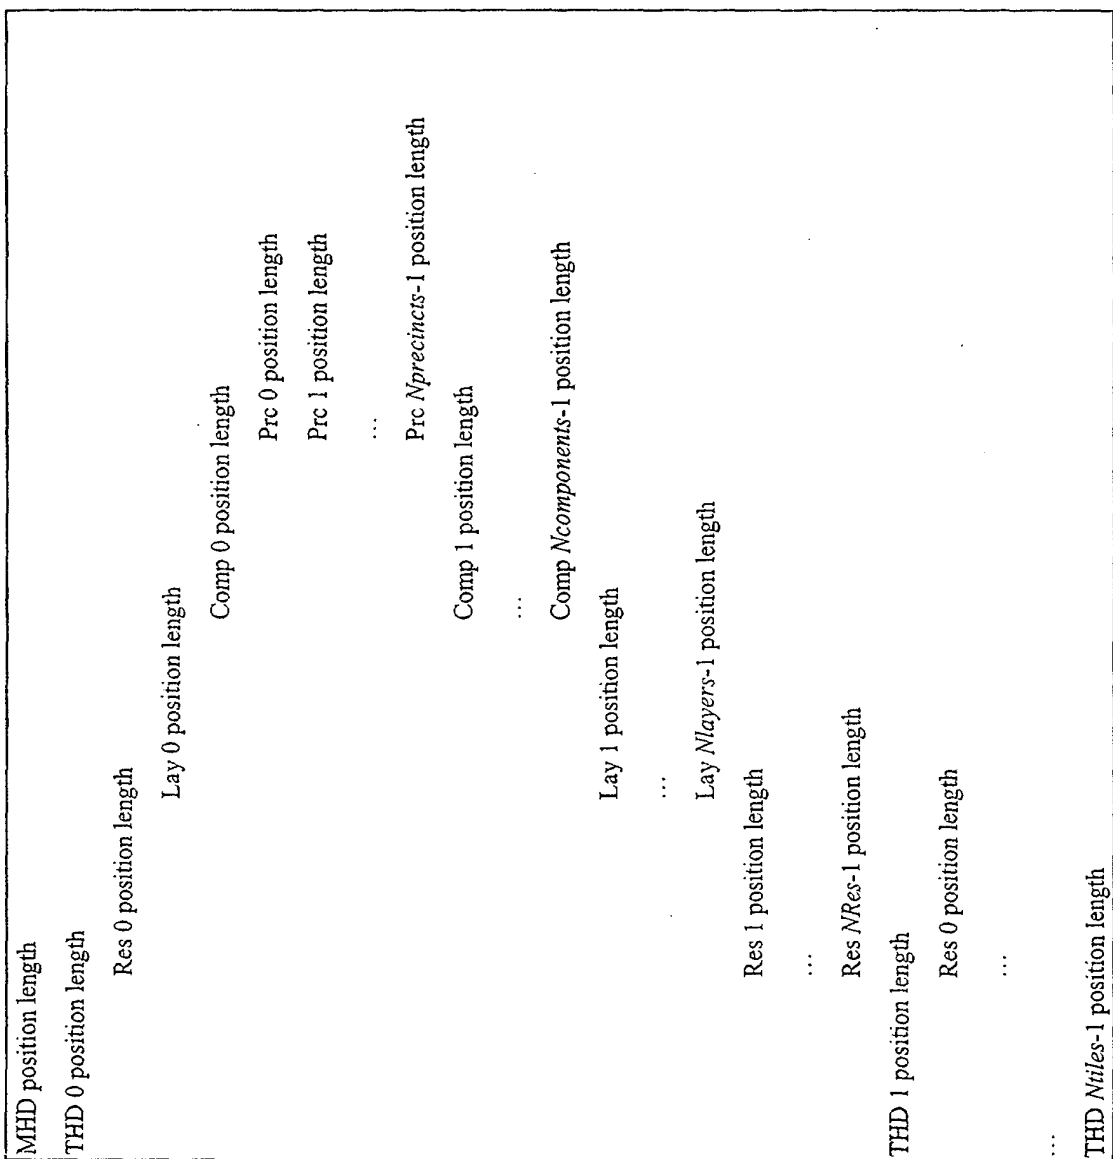 MHD position length
THD 0 position length
Res 0 position length
Lay 0 position length
Comp 0 position length
Prc 0 position length
Prc 1 position length
...
Prc Nprecincts-1 position length
Comp 1 position length
...
Comp Ncomponents-1 position length
Lay 1 position length
...
Lay Nlayers-1 position length
Res 1 position length
...
Res NRes-1 position length
THD 1 position length
Res 0 position length
...
...
THD Ntiles-1 position length